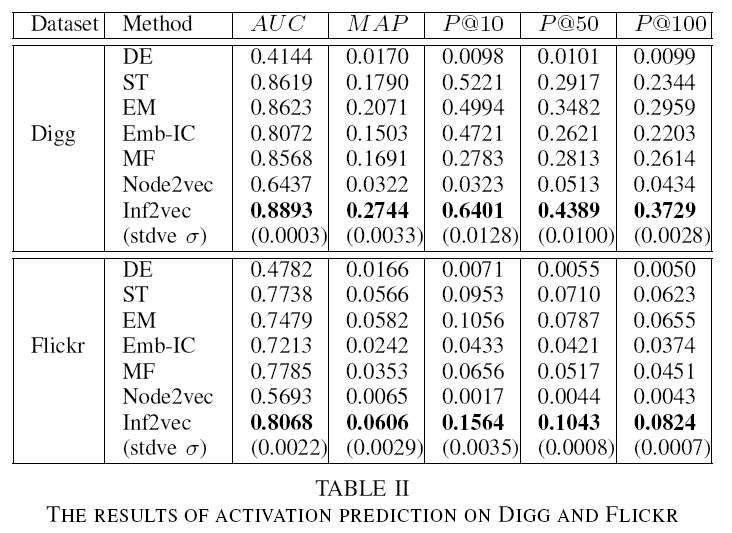 Dataset Method AUC MAP P@10 P@50 P@100
DE 0.4144 0.0170 0.0098 0.0101 0.0099
ST 0.8619 0.1790 0.5221 0.2917 0.2344
EM 0.8623 0.2071 0.4994 0.3482 0.2959
Digg Emb-IC 0.8072 0.1503 0.4721 0.2621 0.2203
MF 0.8568 0.1691 0.2783 0.2813 0.2614
Node2vec 0.6437 0.0322 0.0323 0.0513 0.0434
Inf2vec 0.8893 0.2744 0.6401 0.4389 0.3729
(stdve σ) (0.0003) (0.0033) (0.0128) (0.0100) (0.0028)
DE 0.4782 0.0166 0.0071 0.0055 0.0050
ST 0.7738 0.0566 0.0953 0.0710 0.0623
EM 0.7479 0.0582 0.1056 0.0787 0.0655
Flickr Emb-IC 0.7213 0.0242 0.0433 0.0421 0.0374
MF 0.7785 0.0353 0.0656 0.0517 0.0451
Node2vec 0.5693 0.0065 0.0017 0.0044 0.0043
Inf2vec 0.8068 0.0606 0.1564 0.1043 0.0824
(stdve σ) (0.0022) (0.0029) (0.0035) (0.0008) (0.0007)
TABLE II
THE RESULTS OF ACTIVATION PREDICTION ON DIGG AND FLICKR